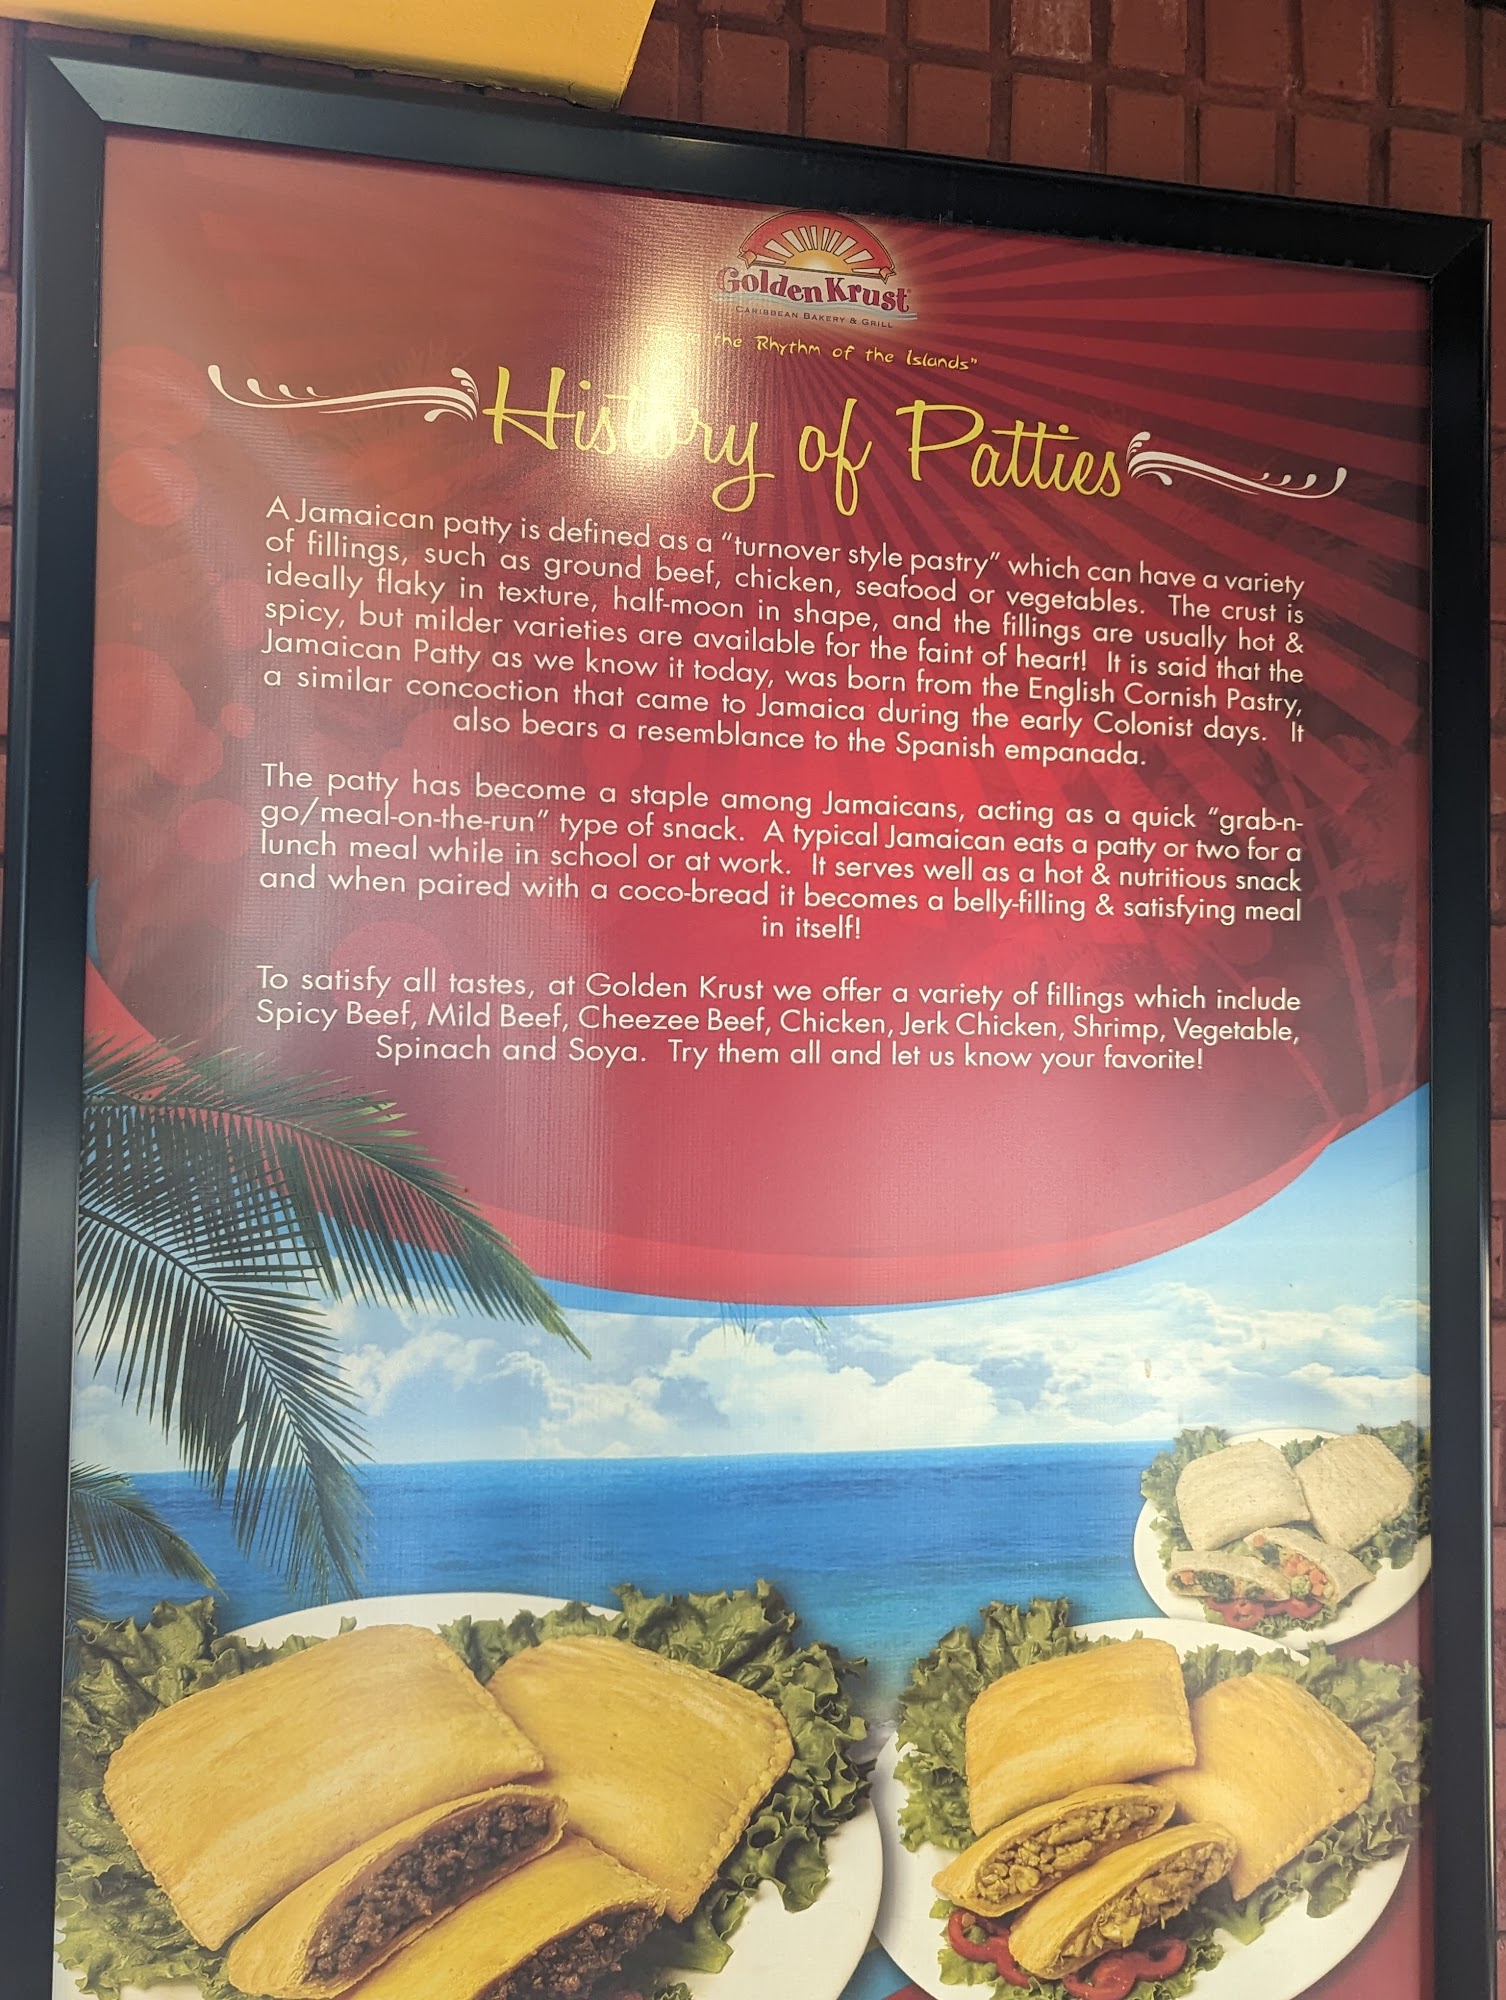 Golden Krust
CARIBBEAN BAKERY & GRILL
the Rhythm of the Islands"
History of Patties
A Jamaican patty is defined as a "turnover style pastry" which can have a variety
of fillings, such as ground beef, chicken, seafood or vegetables. The crust is
ideally flaky in texture, half-moon in shape, and the fillings are usually hot &
spicy, but milder varieties are available for the faint of heart! It is said that the
Jamaican Patty as we know it today, was born from the English Cornish Pastry,
a similar concoction that came to Jamaica during the early Colonist days. It
also bears a resemblance to the Spanish empanada.
The patty has become a staple among Jamaicans, acting as a quick "grab-n-
go/meal-on-the-run" type of snack. A typical Jamaican eats a patty or two for a
lunch meal while in school or at work. It serves well as a hot & nutritious snack
and when paired with a coco-bread it becomes a belly-filling & satisfying meal
in itself!
To satisfy all tastes, at Golden Krust we offer a variety of fillings which include
Spicy Beef, Mild Beef, Cheezee Beef, Chicken, Jerk Chicken, Shrimp, Vegetable,
Spinach and Soya. Try them all and let us know your favorite!